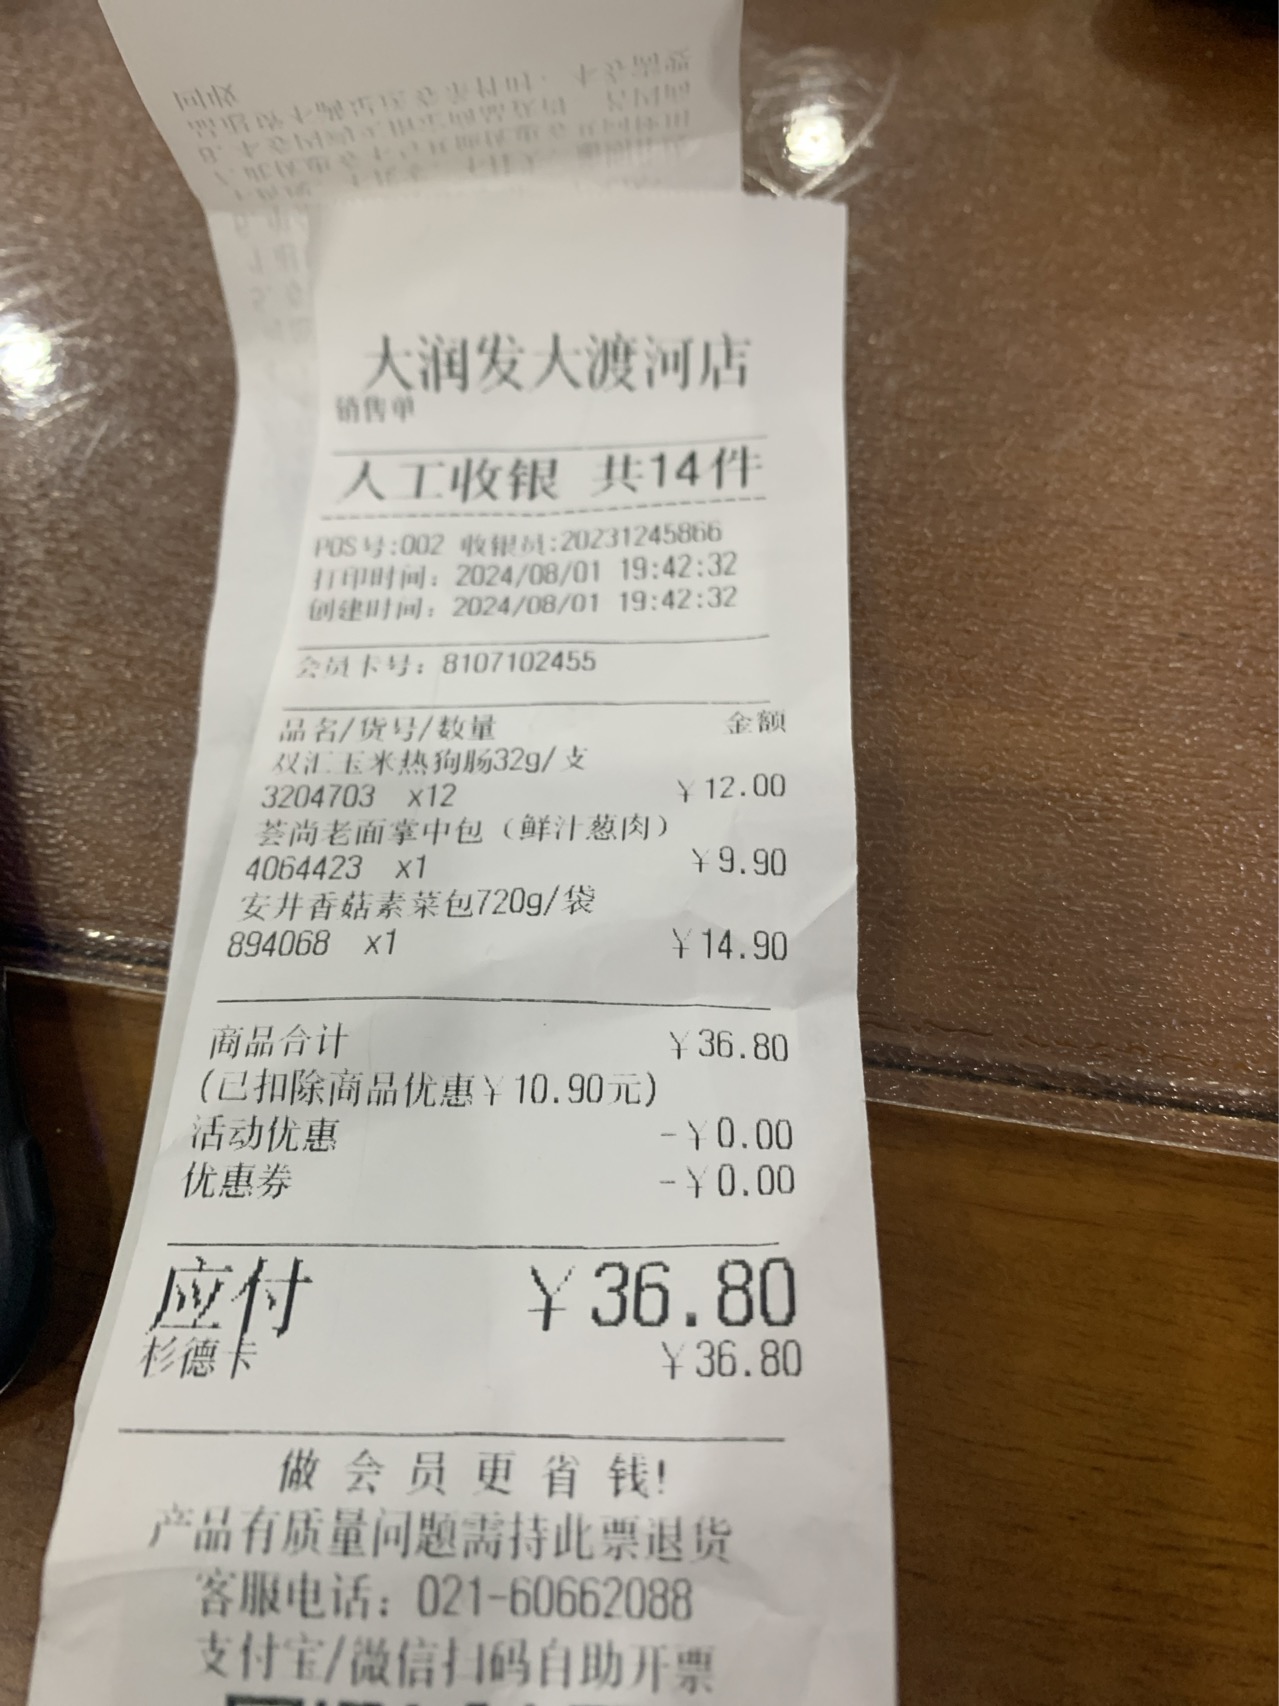 回收
大润发大渡河店
销售单
人工收银 共14件
POS号:002 收银员:20231245866
打印时间：2024/08/01 19:42:32
创建时间：2024/08/01 19:42:32
会员卡号：8107102455
品名/货号/数量 金额
双汇玉米热狗肠32g/支
3204703 x12 ￥12.00
荟尚老面掌中包（鲜汁葱肉）
4064423 x1 ￥9.90
安井香菇素菜包720g/袋
894068 x1 ￥14.90
商品合计 ￥36.80
(已扣除商品优惠￥10.90元)
活动优惠 -￥0.00
优惠券 -￥0.00
应付 ￥36.80
杉德卡 ￥36.80
做会员更省钱!
产品有质量问题需持此票退货
客服电话：021-60662088
支付宝/微信扫码自助开票